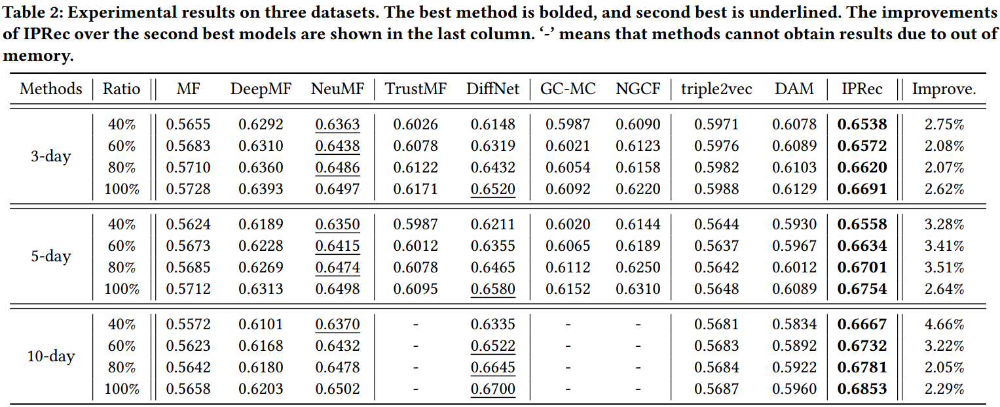 Table 2: Experimental results on three datasets. The best method is bolded, and second best is underlined. The improvements
of IPRec over the second best models are shown in the last column. ‘-’ means that methods cannot obtain results due to out of
memory.
Methods Ratio MF DeepMF NeuMF TrustMF DiffNet GC-MC NGCF triple2vec DAM IPRec Improve.
40% 0.5655 0.6292 0.6363 0.6026 0.6148 0.5987 0.6090 0.5971 0.6078 0.6538 2.75%
60% 0.5683 0.6310 0.6438 0.6078 0.6319 0.6021 0.6123 0.5976 0.6089 0.6572 2.08%
3-day
80% 0.5710 0.6360 0.6486 0.6122 0.6432 0.6054 0.6158 0.5982 0.6103 0.6620 2.07%
100% 0.5728 0.6393 0.6497 0.6171 0.6520 0.6092 0.6220 0.5988 0.6129 0.6691 2.62%
40% 0.5624 0.6189 0.6350 0.5987 0.6211 0.6020 0.6144 0.5644 0.5930 0.6558 3.28%
60% 0.5673 0.6228 0.6415 0.6012 0.6355 0.6065 0.6189 0.5637 0.5967 0.6634 3.41%
5-day
80% 0.5685 0.6269 0.6474 0.6078 0.6465 0.6112 0.6250 0.5642 0.6012 0.6701 3.51%
100% 0.5712 0.6313 0.6498 0.6095 0.6580 0.6152 0.6310 0.5648 0.6089 0.6754 2.64%
40% 0.5572 0.6101 0.6370 - 0.6335 - - 0.5681 0.5834 0.6667 4.66%
60% 0.5623 0.6168 0.6432 - 0.6522 - - 0.5683 0.5892 0.6732 3.22%
10-day
80% 0.5642 0.6180 0.6478 - 0.6645 - - 0.5684 0.5922 0.6781 2.05%
100% 0.5658 0.6203 0.6502 - 0.6700 - - 0.5687 0.5960 0.6853 2.29%